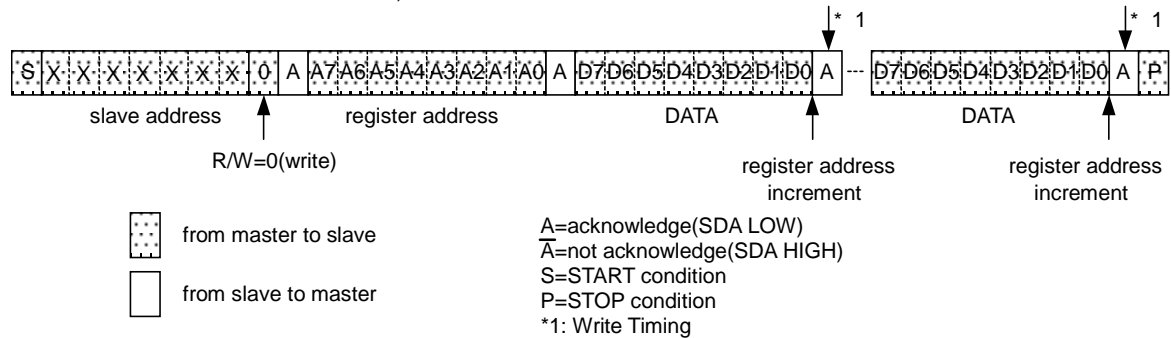 * 1 * 1
S X X X X X X X 0 A A7 A6 A5 A4 A3 A2 A1 A0 A D7 D6 D5 D4 D3 D2 D1 D0 A --- D7 D6 D5 D4 D3 D2 D1 D0 A P
slave address register address DATA DATA
R/W=0(write)
register address
increment
register address
increment
from master to slave
from slave to master
A=acknowledge(SDA LOW)
A̅=not acknowledge(SDA HIGH)
S=START condition
P=STOP condition
*1: Write Timing